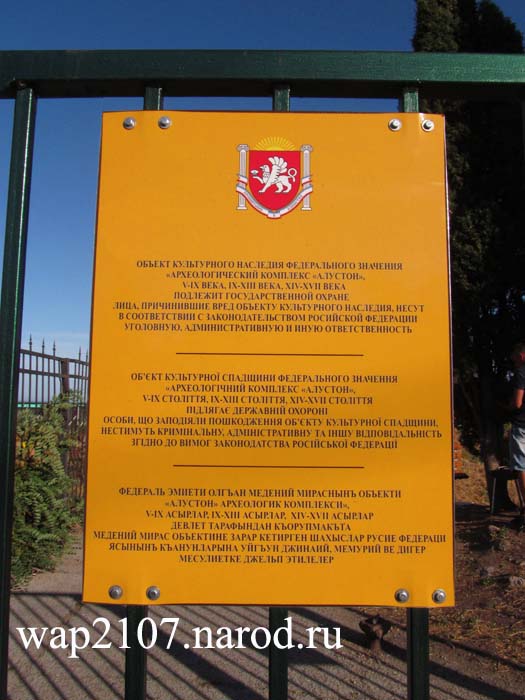 ОБЪЕКТ КУЛЬТУРНОГО НАСЛЕДИЯ ФЕДЕРАЛЬНОГО ЗНАЧЕНИЯ
«АРХЕОЛОГИЧЕСКИЙ КОМПЛЕКС «АЛУСТОН»,
V-IX ВЕКА, IX-XIII ВЕКА, XIV-XVII ВЕКА
ПОДЛЕЖИТ ГОСУДАРСТВЕННОЙ ОХРАНЕ
ЛИЦА, ПРИЧИНИВШИЕ ВРЕД ОБЪЕКТУ КУЛЬТУРНОГО НАСЛЕДИЯ, НЕСУТ
В СООТВЕТСТВИИ С ЗАКОНОДАТЕЛЬСТВОМ РОСИЙСКОЙ ФЕДЕРАЦИИ
УГОЛОВНУЮ, АДМИНИСТРАТИВНУЮ И ИНУЮ ОТВЕТСТВЕННОСТЬ
ОБ'ЄКТ КУЛЬТУРНОЇ СПАДЩИНИ ФЕДЕРАЛЬНОГО ЗНАЧЕННЯ
«АРХЕОЛОГІЧНИЙ КОМПЛЕКС «АЛУСТОН»,
V-IX СТОЛІТТЯ, IX-XIII СТОЛІТТЯ, XIV-XVII СТОЛІТТЯ
ПІДЛЯГАЄ ДЕРЖАВНІЙ ОХОРОНІ
ОСОБИ, ЩО ЗАПОДІЯЛИ ПОШКОДЖЕННЯ ОБ'ЄКТУ КУЛЬТУРНОЇ СПАДЩИНИ,
НЕСТИМУТЬ КРИМІНАЛЬНУ, АДМІНІСТРАТИВНУ ТА ІНШУ ВІДПОВІДАЛЬНІСТЬ
ЗГІДНО ДО ВИМОГ ЗАКОНОДАТЕЛЬСТВА РОСІЙСЬКОЇ ФЕДЕРАЦІЇ
ФЕДЕРАЛЬ ЭМИЕТИ ОЛГЪАН МЕДЕНИЙ МИРАСНЫНЪ ОБЪЕКТИ
«АЛУСТОН» АРХЕОЛОГИК КОМПЛЕКСИ»,
V-IX АСЫРЛАР, IX-XIII АСЫРЛАР, XIV-XVII АСЫРЛАР
ДЕВЛЕТ ТАРАФЫНДАН КЪОРУПМАКЪТА
МЕДЕНИЙ МИРАС ОБЪЕКТИНЕ ЗАРАР КЕТИРГЕН ШАХЫСЛАР РУСИЕ ФЕДЕРАЦИ
ЯСЫНЫНЪ КЪАНУНЛАРЫНА УЙГЪУН ДЖИНАИЙ, МЕМУРИЙ ВЕ ДИГЕР
МЕСУЛИЕТКЕ ДЖЕЛЬП ЭТИЛЕЛЕР
wap2107.narod.ru